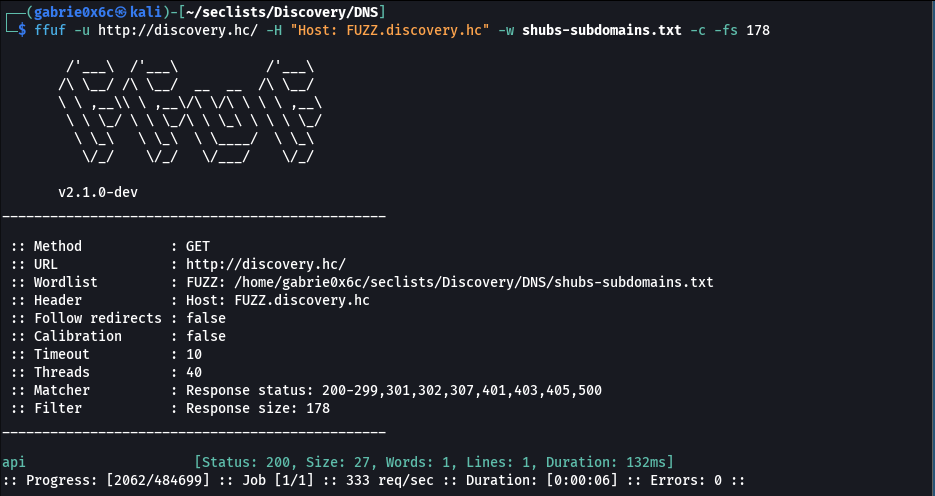 ┌──(gabrie0x6c㉿kali)-[~/seclists/Discovery/DNS]
└─$ ffuf -u http://discovery.hc/ -H "Host: FUZZ.discovery.hc" -w shubs-subdomains.txt -c -fs 178

        /'___\  /'___\           /'___\
       /\ \__/ /\ \__/  __  __  /\ \__/
       \ \ ,__\\ \ ,__\/\ \/\ \ \ \ ,__\
        \ \ \_/ \ \ \_/\ \ \_\ \ \ \ \_/
         \ \_\   \ \_\  \ \____/  \ \_\
          \/_/    \/_/   \/___/    \/_/

       v2.1.0-dev
________________________________________________

 :: Method           : GET
 :: URL              : http://discovery.hc/
 :: Wordlist         : FUZZ: /home/gabrie0x6c/seclists/Discovery/DNS/shubs-subdomains.txt
 :: Header           : Host: FUZZ.discovery.hc
 :: Follow redirects : false
 :: Calibration      : false
 :: Timeout          : 10
 :: Threads          : 40
 :: Matcher          : Response status: 200-299,301,302,307,401,403,405,500
 :: Filter           : Response size: 178
________________________________________________

api                     [Status: 200, Size: 27, Words: 1, Lines: 1, Duration: 132ms]
:: Progress: [2062/484699] :: Job [1/1] :: 333 req/sec :: Duration: [0:00:06] :: Errors: 0 ::